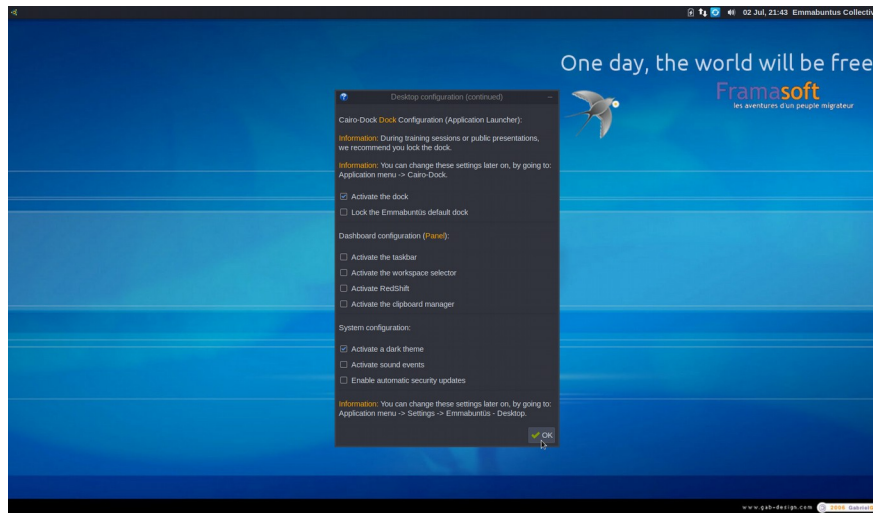 02 Jul, 21:43 Emmabuntus Collectiv
One day, the world will be free
Framasoft
les aventures d'un peuple migrateur
Desktop configuration (continued)
Cairo-Dock Dock Configuration (Application Launcher):
Information: During training sessions or public presentations,
we recommend you lock the dock.
Information: You can change these settings later on, by going to:
Application menu -> Cairo-Dock.
Activate the dock
Lock the Emmabuntüs default dock
Dashboard configuration (Panel):
Activate the taskbar
Activate the workspace selector
Activate RedShift
Activate the clipboard manager
System configuration:
Activate a dark theme
Activate sound events
Enable automatic security updates
Information: You can change these settings later on, by going to:
Application menu -> Settings -> Emmabuntüs - Desktop.
OK
www.gab-design.com 2006 Gabriel